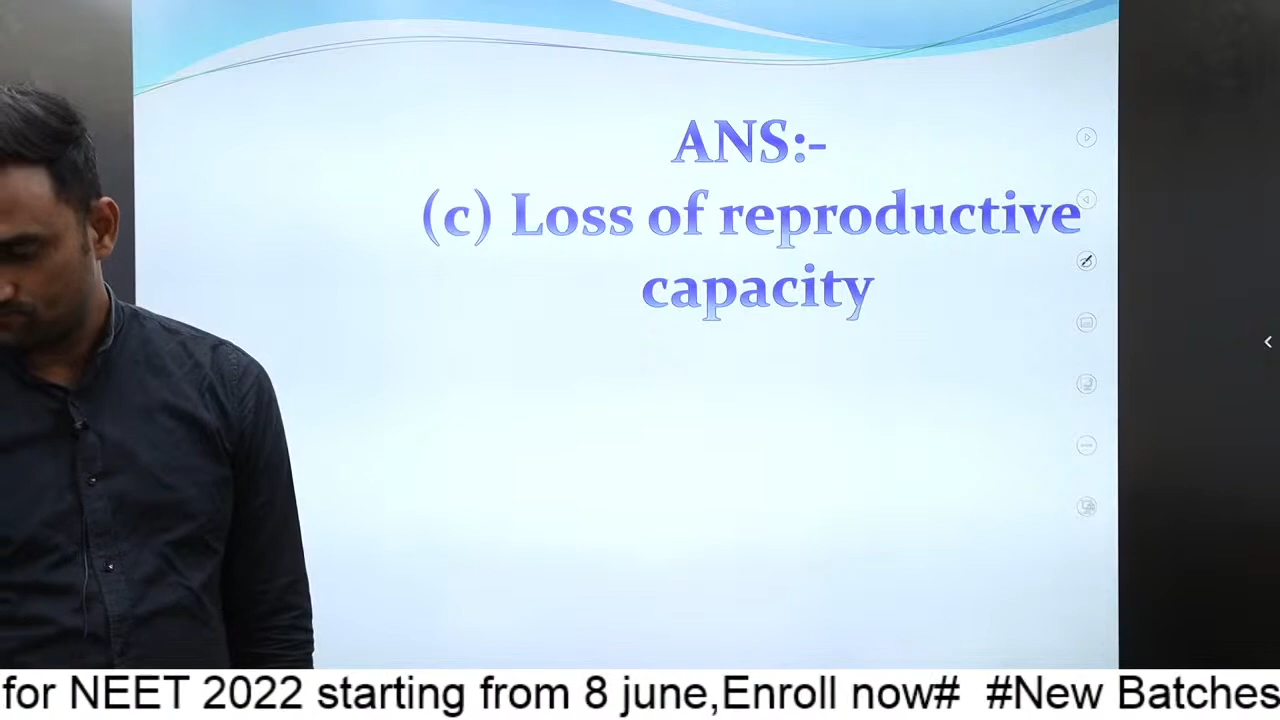 ANS:-
(c) Loss of reproductive
capacity
for NEET 2022 starting from 8 june,Enroll now#  #New Batches